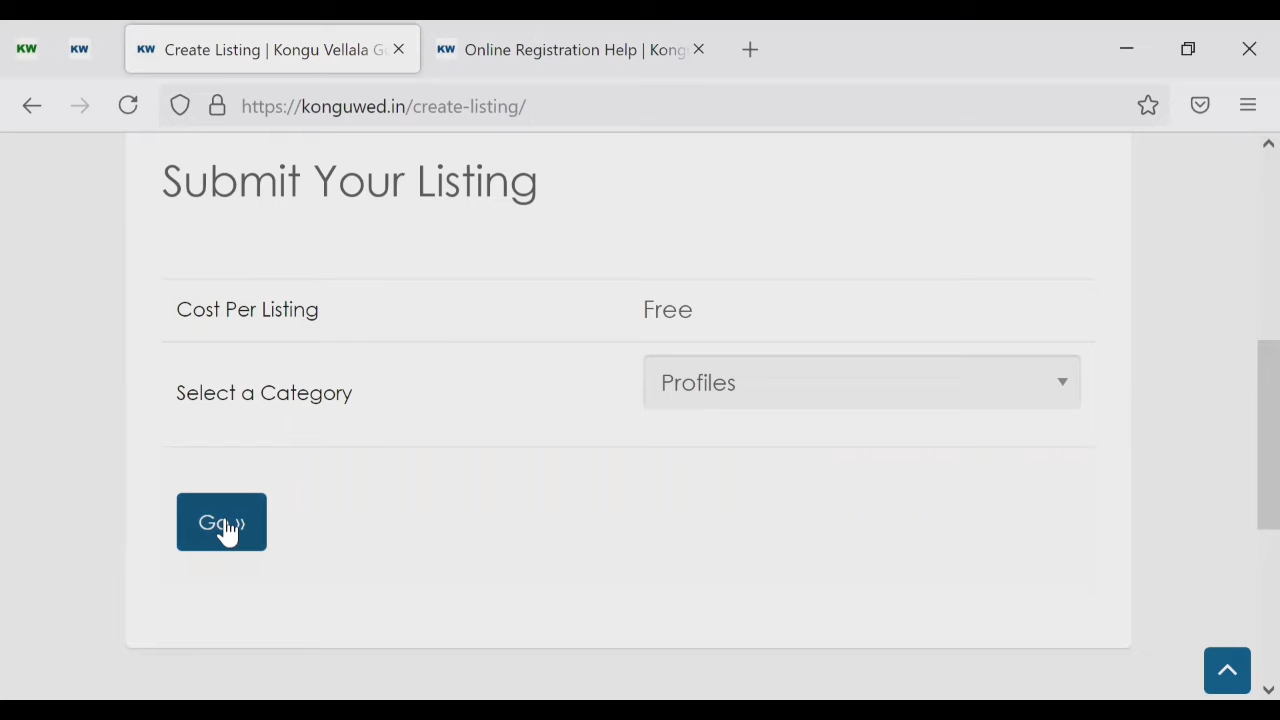 KW
KW
KW Create Listing | Kongu Vellala G
KW Online Registration Help | Kong
https://konguwed.in/create-listing/
Submit Your Listing
Cost Per Listing
Free
Select a Category
Profiles
Go »